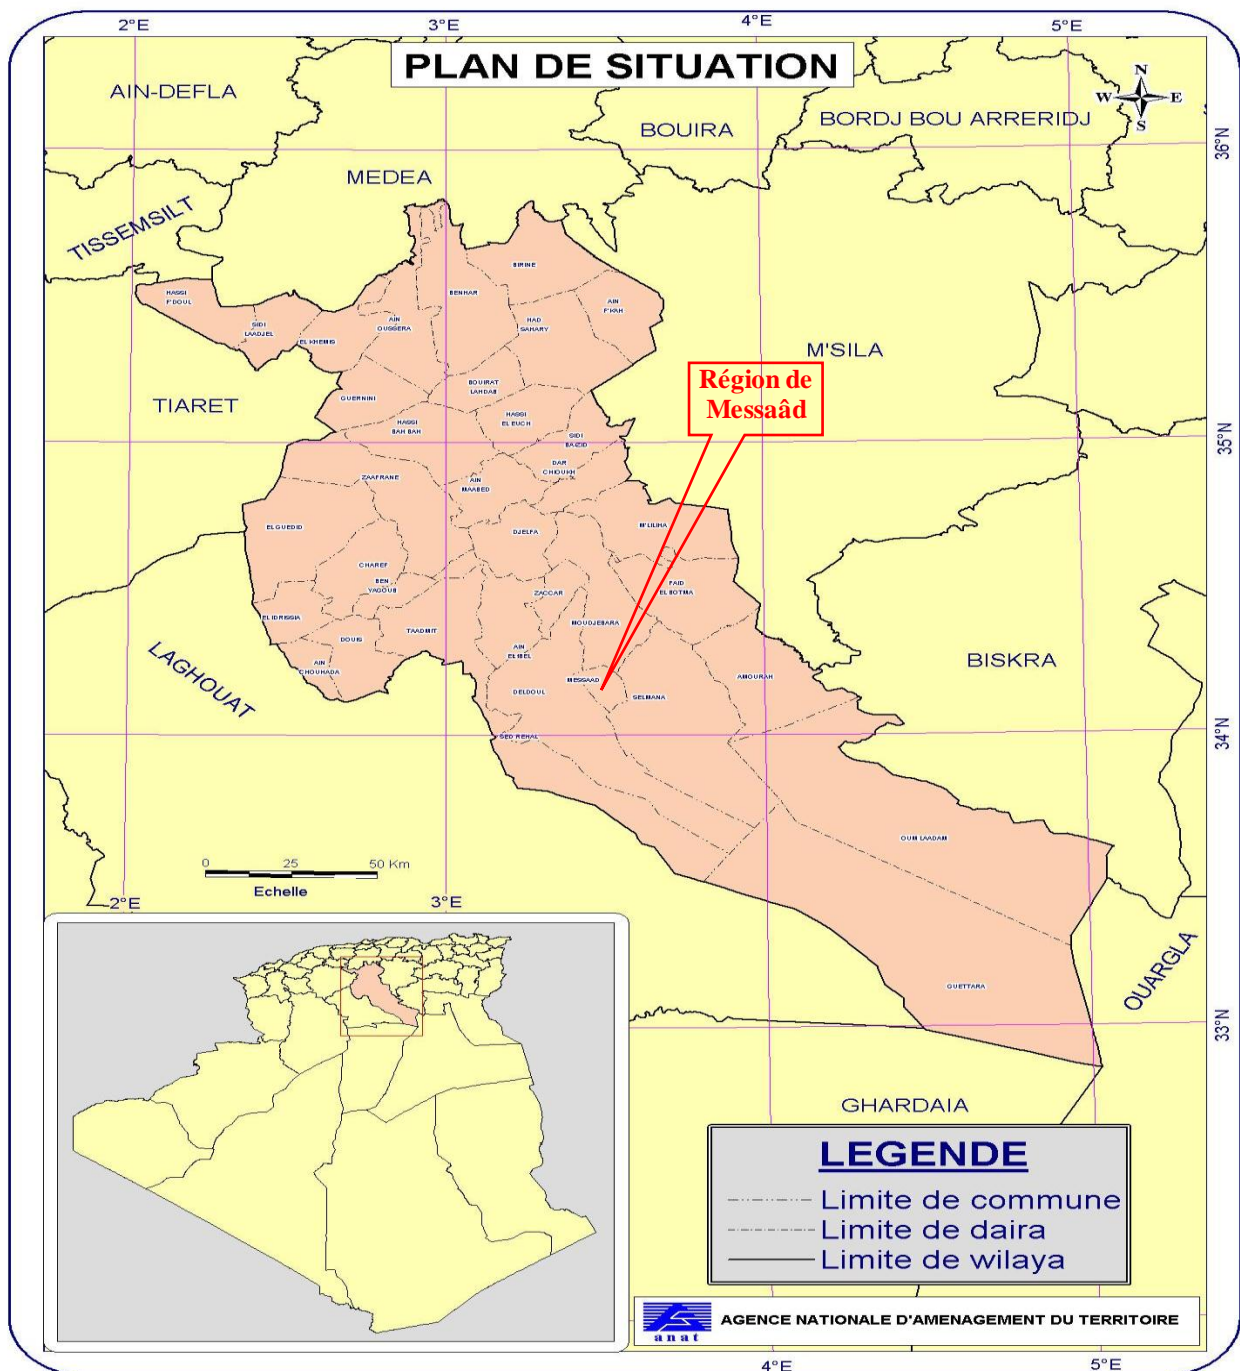 2°E
3°E
4°E
5°E
PLAN DE SITUATION
N
W
E
S
AIN-DEFLA
BOUIRA
BORDJ BOU ARRERIDJ
36°N
MEDEA
TISSEMSILT
BIRINE
HASSI
F'DOUL
BENHAR
AIN
F'KAH
SIDI
LAADJEL
AIN
OUSSERA
HAD
SAHARY
EL KHEMIS
M'SILA
TIARET
Région de
Messaâd
GUERNINI
BOUIRAT
LAHDAB
HASSI
BAH BAH
HASSI
EL EUCH
SIDI
BAIZID
35°N
DAR
CHIOUKH
ZAAFRANE
AIN
MAABED
EL GUEDID
DJELFA
M'LILIHA
CHAREF
BEN
YAGOUB
ZACCAR
FAID
EL BOTMA
EL IDRISSIA
DOUIS
TAADMIT
MOUDJEBARA
AIN
EL IBEL
AIN
CHOUHADA
LAGHOUAT
BISKRA
MESSAAD
AMOURAH
DELDOUL
SELMANA
SED REHAL
34°N
OUM LAADAM
0
25
50 Km
Echelle
2°E
3°E
OUARGLA
GUETTARA
33°N
GHARDAIA
LEGENDE
Limite de commune
Limite de daira
Limite de wilaya
anat
AGENCE NATIONALE D'AMENAGEMENT DU TERRITOIRE
4°E
5°E